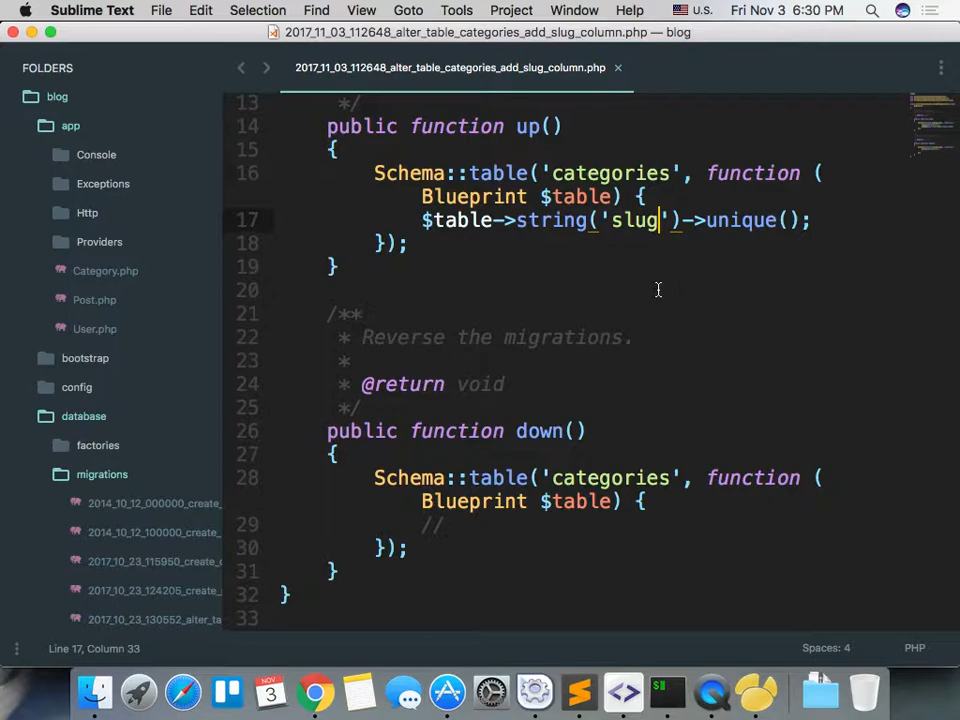 Sublime Text File Edit Selection Find View Goto Tools Project Window Help U.S. Fri Nov 3 6:30 PM
2017_11_03_112648_alter_table_categories_add_slug_column.php — blog
FOLDERS
blog
app
Console
Exceptions
Http
Providers
Category.php
Post.php
User.php
bootstrap
config
database
factories
migrations
2014_10_12_000000_create_
2014_10_12_100000_create_
2017_10_23_115950_create_c
2017_10_23_124205_create_
2017_10_23_130552_alter_ta
2017_11_03_112648_alter_table_categories_add_slug_column.php ×
13 */
14 public function up()
15 {
16 Schema::table('categories', function (
Blueprint $table) {
17 $table->string('slug')->unique();
18 });
19 }
20
21 /**
22 * Reverse the migrations.
23 *
24 * @return void
25 */
26 public function down()
27 {
28 Schema::table('categories', function (
Blueprint $table) {
29 //
30 });
31 }
32 }
33
Line 17, Column 33 Spaces: 4 PHP
NOV
3